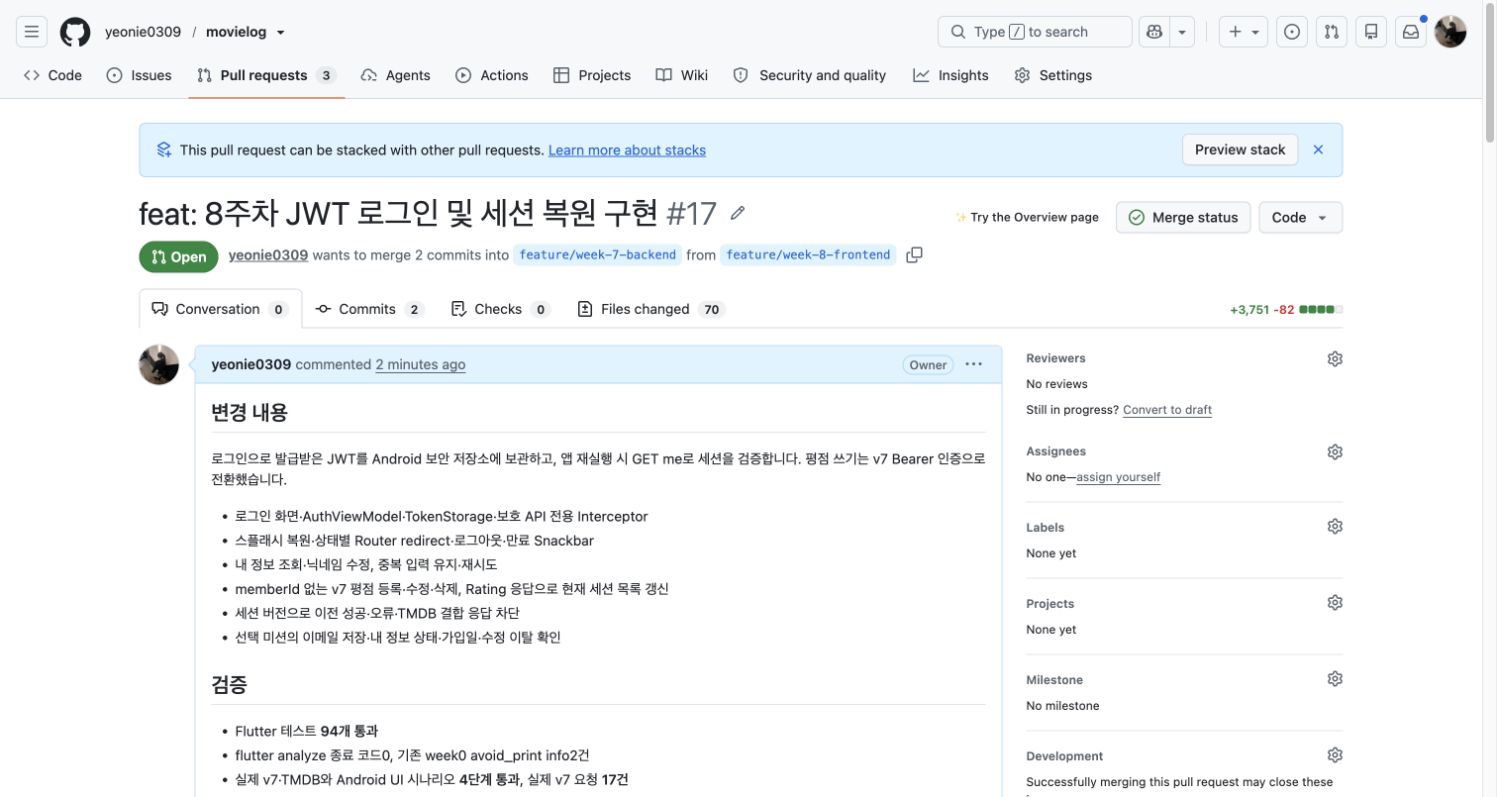 yeonie0309 / movielog
Type / to search
Code
Issues
Pull requests 3
Agents
Actions
Projects
Wiki
Security and quality
Insights
Settings
This pull request can be stacked with other pull requests. Learn more about stacks
Preview stack
feat: 8주차 JWT 로그인 및 세션 복원 구현 #17
Try the Overview page
Merge status
Code
Open
yeonie0309 wants to merge 2 commits into feature/week-7-backend from feature/week-8-frontend
Conversation 0
Commits 2
Checks 0
Files changed 70
+3,751 -82
yeonie0309 commented 2 minutes ago
Owner
변경 내용
로그인으로 발급받은 JWT를 Android 보안 저장소에 보관하고, 앱 재실행 시 GET me로 세션을 검증합니다. 평점 쓰기는 v7 Bearer 인증으로
전환했습니다.
• 로그인 화면·AuthViewModel·TokenStorage·보호 API 전용 Interceptor
• 스플래시 복원·상태별 Router redirect·로그아웃·만료 Snackbar
• 내 정보 조회·닉네임 수정, 중복 입력 유지·재시도
• memberId 없는 v7 평점 등록·수정·삭제, Rating 응답으로 현재 세션 목록 갱신
• 세션 버전으로 이전 성공·오류·TMDB 결합 응답 차단
• 선택 미션의 이메일 저장·내 정보 상태·가입일·수정 이탈 확인
검증
• Flutter 테스트 94개 통과
• flutter analyze 종료 코드0, 기존 week0 avoid_print info2건
• 실제 v7·TMDB와 Android UI 시나리오 4단계 통과, 실제 v7 요청 17건
Reviewers
No reviews
Still in progress? Convert to draft
Assignees
No one—assign yourself
Labels
None yet
Projects
None yet
Milestone
No milestone
Development
Successfully merging this pull request may close these